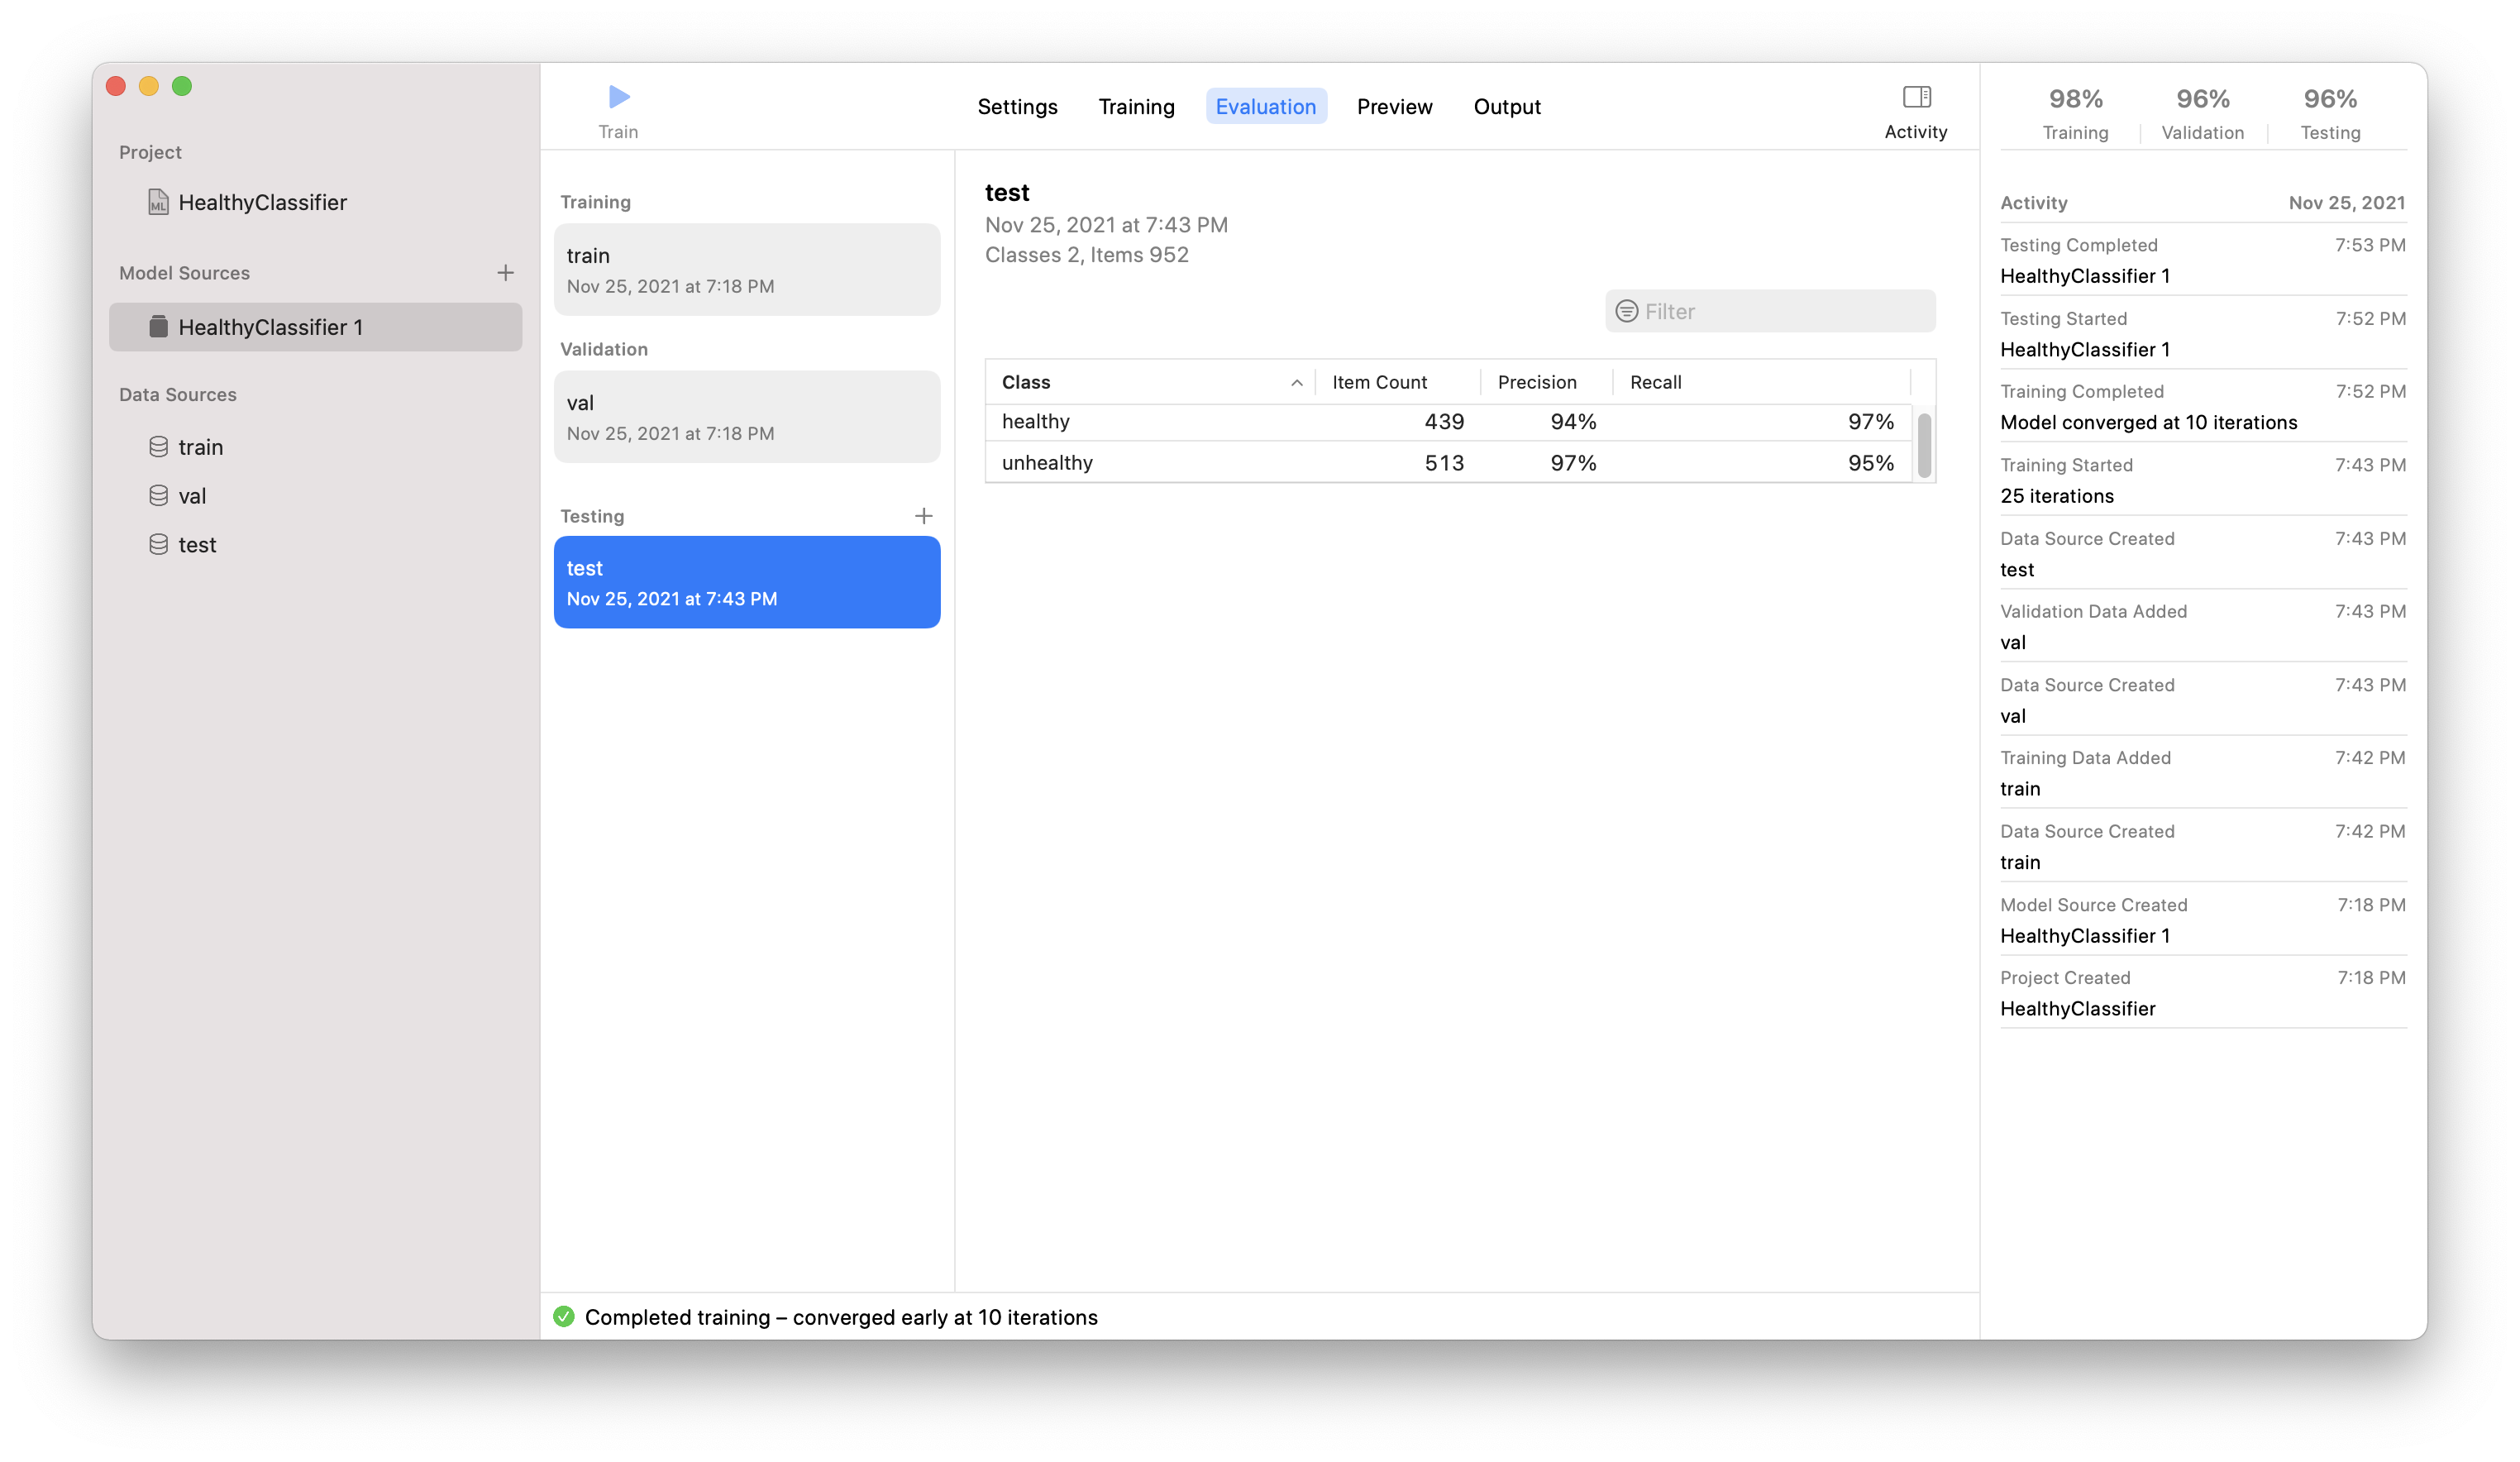 Project
HealthyClassifier
Model Sources
HealthyClassifier 1
Data Sources
train
val
test
Train
Settings Training Evaluation Preview Output
Activity
Training
train
Nov 25, 2021 at 7:18 PM
Validation
val
Nov 25, 2021 at 7:18 PM
Testing
test
Nov 25, 2021 at 7:43 PM
test
Nov 25, 2021 at 7:43 PM
Classes 2, Items 952
Filter
Class Item Count Precision Recall
healthy 439 94% 97%
unhealthy 513 97% 95%
Completed training – converged early at 10 iterations
98% 96% 96%
Training Validation Testing
Activity Nov 25, 2021
Testing Completed 7:53 PM
HealthyClassifier 1
Testing Started 7:52 PM
HealthyClassifier 1
Training Completed 7:52 PM
Model converged at 10 iterations
Training Started 7:43 PM
25 iterations
Data Source Created 7:43 PM
test
Validation Data Added 7:43 PM
val
Data Source Created 7:43 PM
val
Training Data Added 7:42 PM
train
Data Source Created 7:42 PM
train
Model Source Created 7:18 PM
HealthyClassifier 1
Project Created 7:18 PM
HealthyClassifier